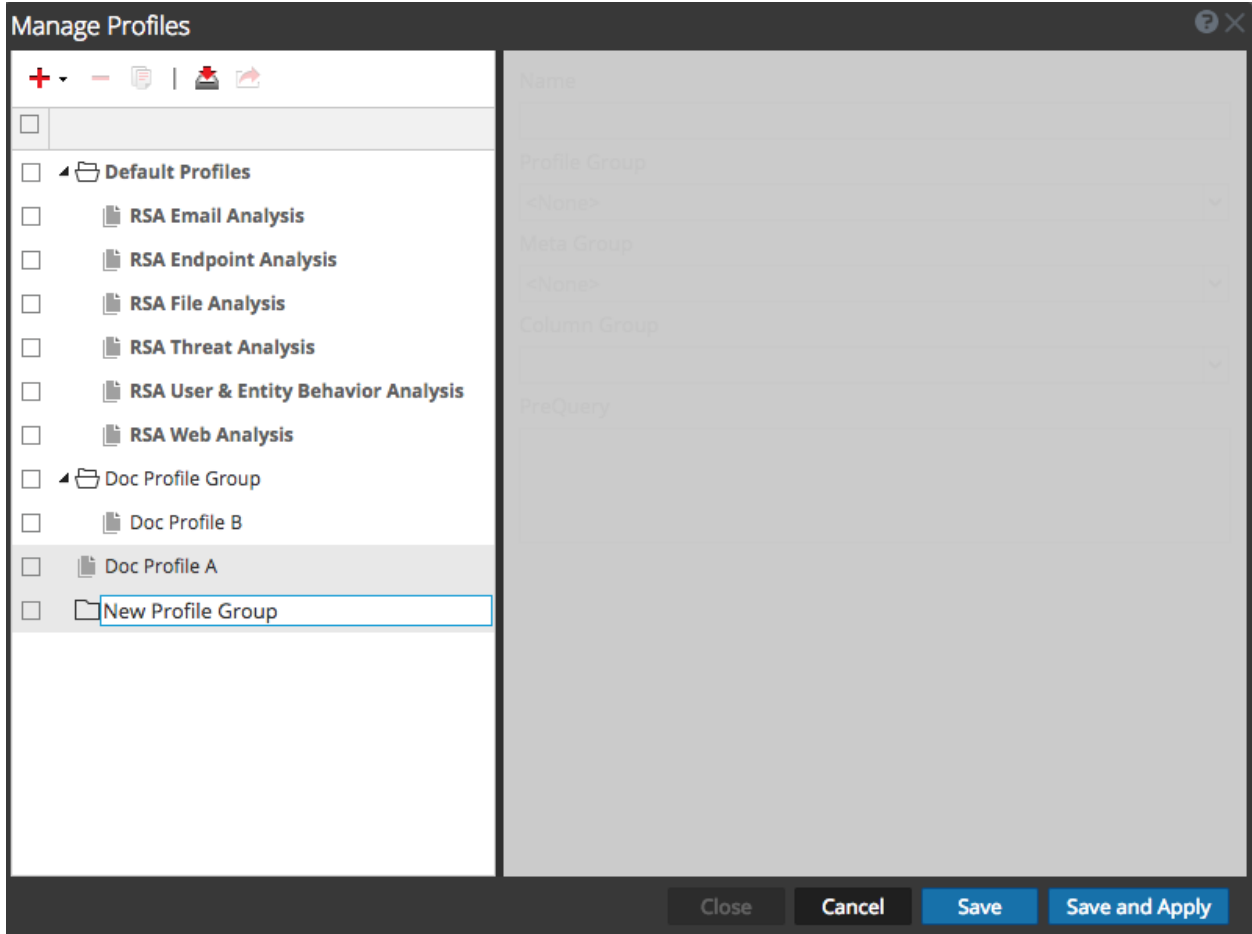 Manage Profiles
Default Profiles
RSA Email Analysis
RSA Endpoint Analysis
RSA File Analysis
RSA Threat Analysis
RSA User & Entity Behavior Analysis
RSA Web Analysis
Doc Profile Group
Doc Profile B
Doc Profile A
New Profile Group
Name
Profile Group
<None>
Meta Group
<None>
Column Group
PreQuery
Close
Cancel
Save
Save and Apply